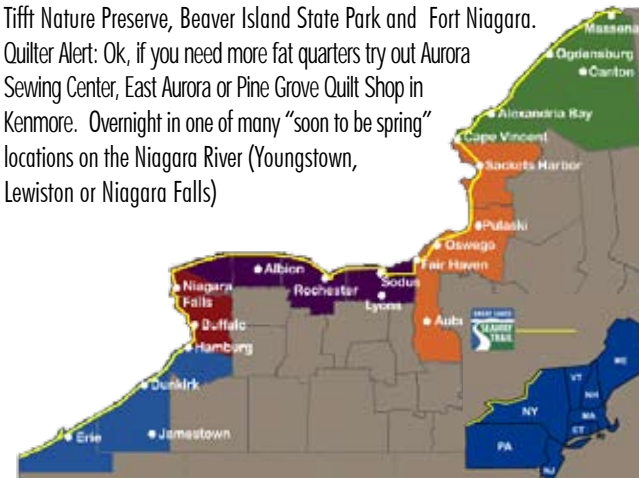 Tifft Nature Preserve, Beaver Island State Park and Fort Niagara.
Quilter Alert: Ok, if you need more fat quarters try out Aurora
Sewing Center, East Aurora or Pine Grove Quilt Shop in
Kenmore. Overnight in one of many “soon to be spring”
locations on the Niagara River (Youngstown,
Lewiston or Niagara Falls)
Massena
Ogdensburg
Canton
Alexandria Bay
Cape Vincent
Sackets Harbor
Pulaski
Oswego
Fair Haven
Albion
Sodus
Rochester
Niagara
Falls
Lyons
Buffalo
Hamburg
Dunkirk
Erie
Jamestown
GREAT LAKES
SEAWAY
TRAIL
ME
VT
NH
NY
MA
CT
RI
PA
NJ